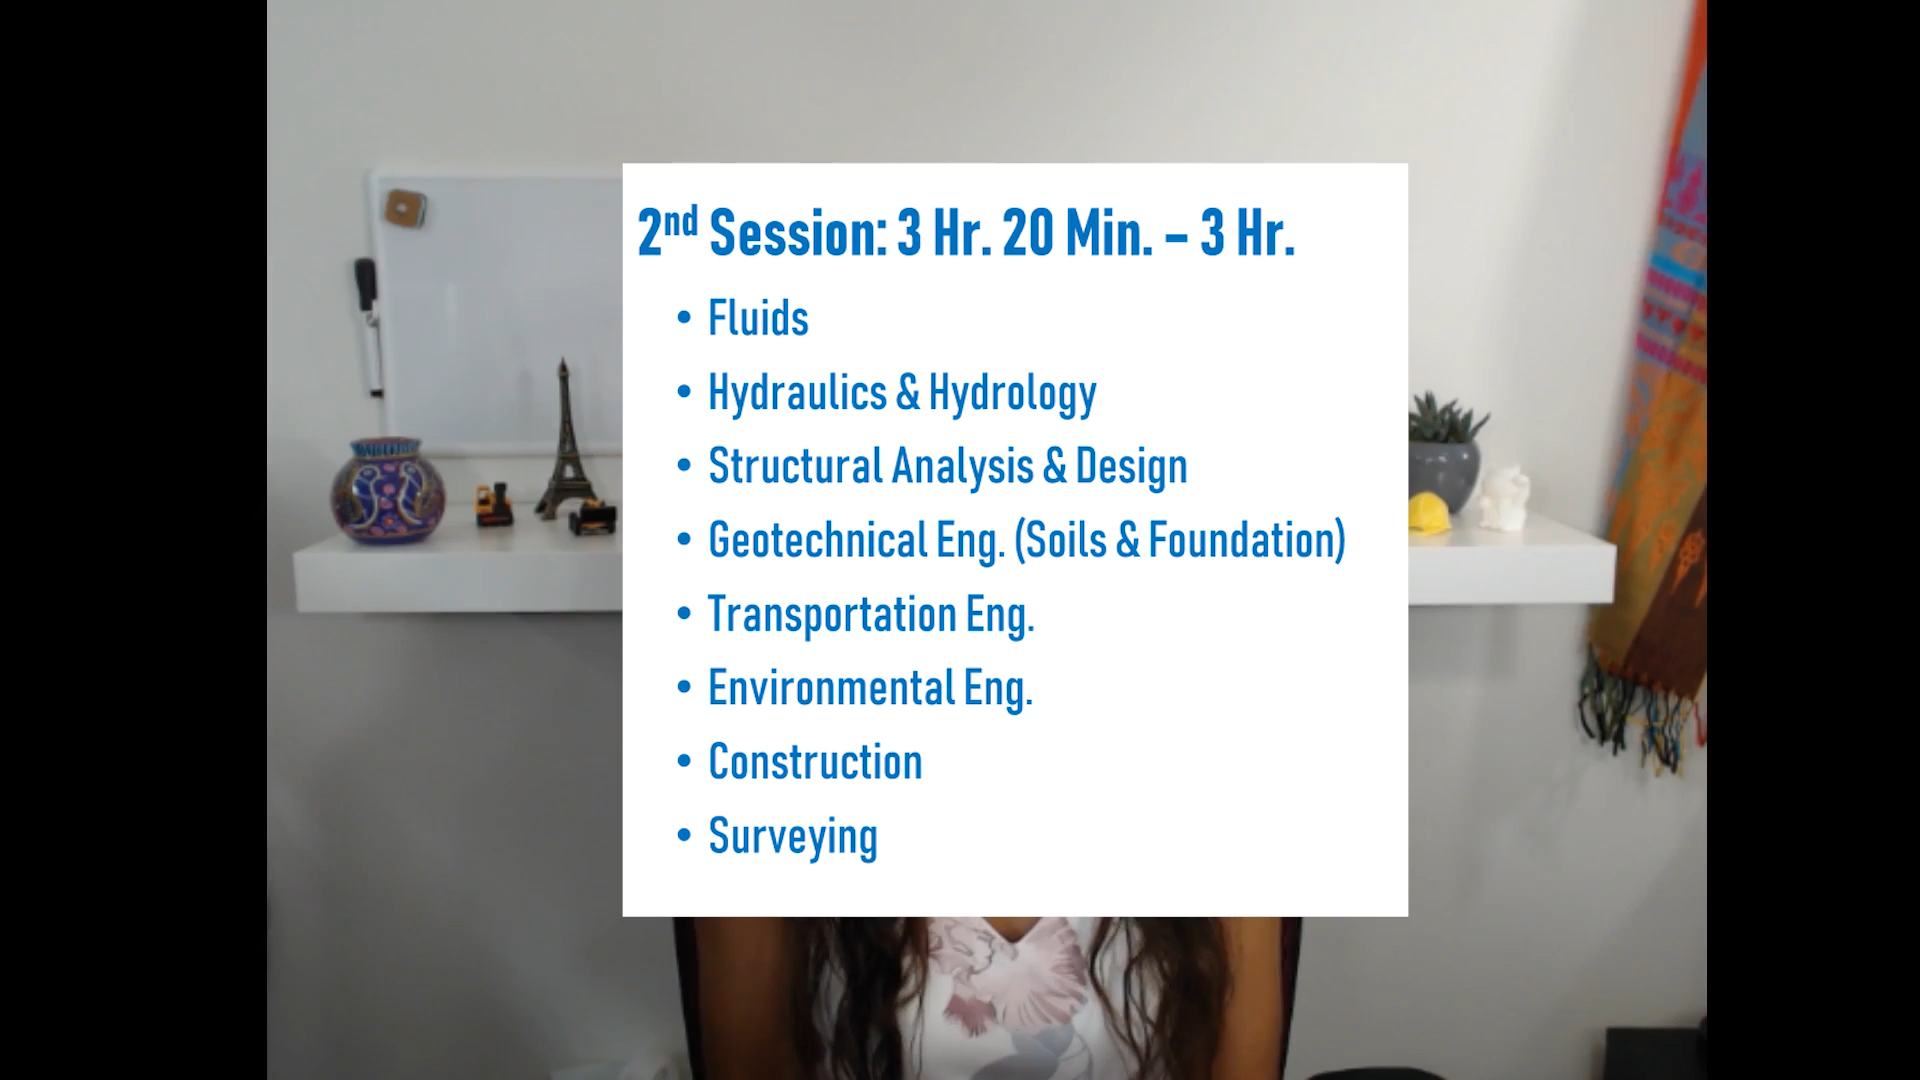 2nd Session: 3 Hr. 20 Min. – 3 Hr.
• Fluids
• Hydraulics & Hydrology
• Structural Analysis & Design
• Geotechnical Eng. (Soils & Foundation)
• Transportation Eng.
• Environmental Eng.
• Construction
• Surveying